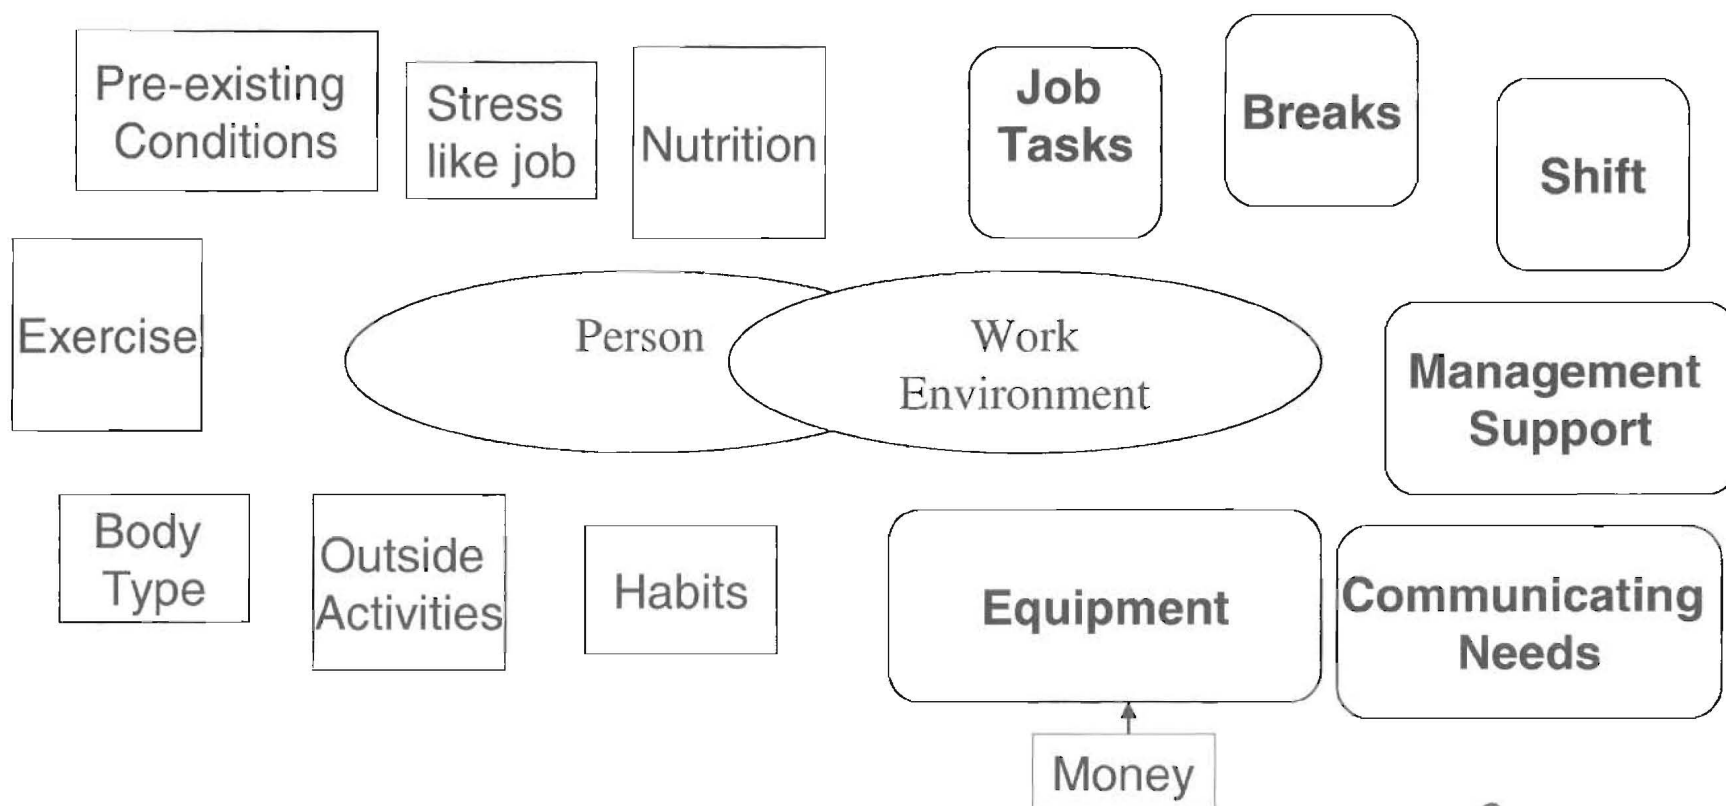 Pre-existing
Conditions
Stress
like job
Nutrition
Job
Tasks
Breaks
Shift
Exercise
Person
Work
Environment
Management
Support
Body
Type
Outside
Activities
Habits
Equipment
Communicating
Needs
Money